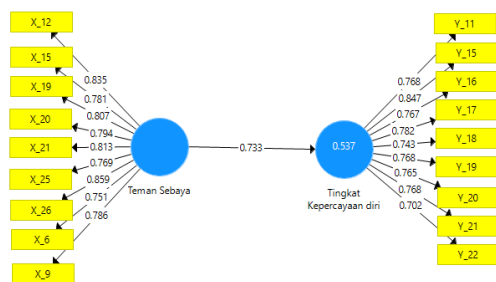 X_12
X_15
X_19
X_20
X_21
X_25
X_26
X_6
X_9
0.835
0.781
0.807
0.794
0.813
0.769
0.859
0.751
0.786
Teman Sebaya
0.733
0.537
Tingkat
Kepercayaan diri
0.768
0.847
0.767
0.782
0.743
0.768
0.765
0.768
0.702
Y_11
Y_15
Y_16
Y_17
Y_18
Y_19
Y_20
Y_21
Y_22